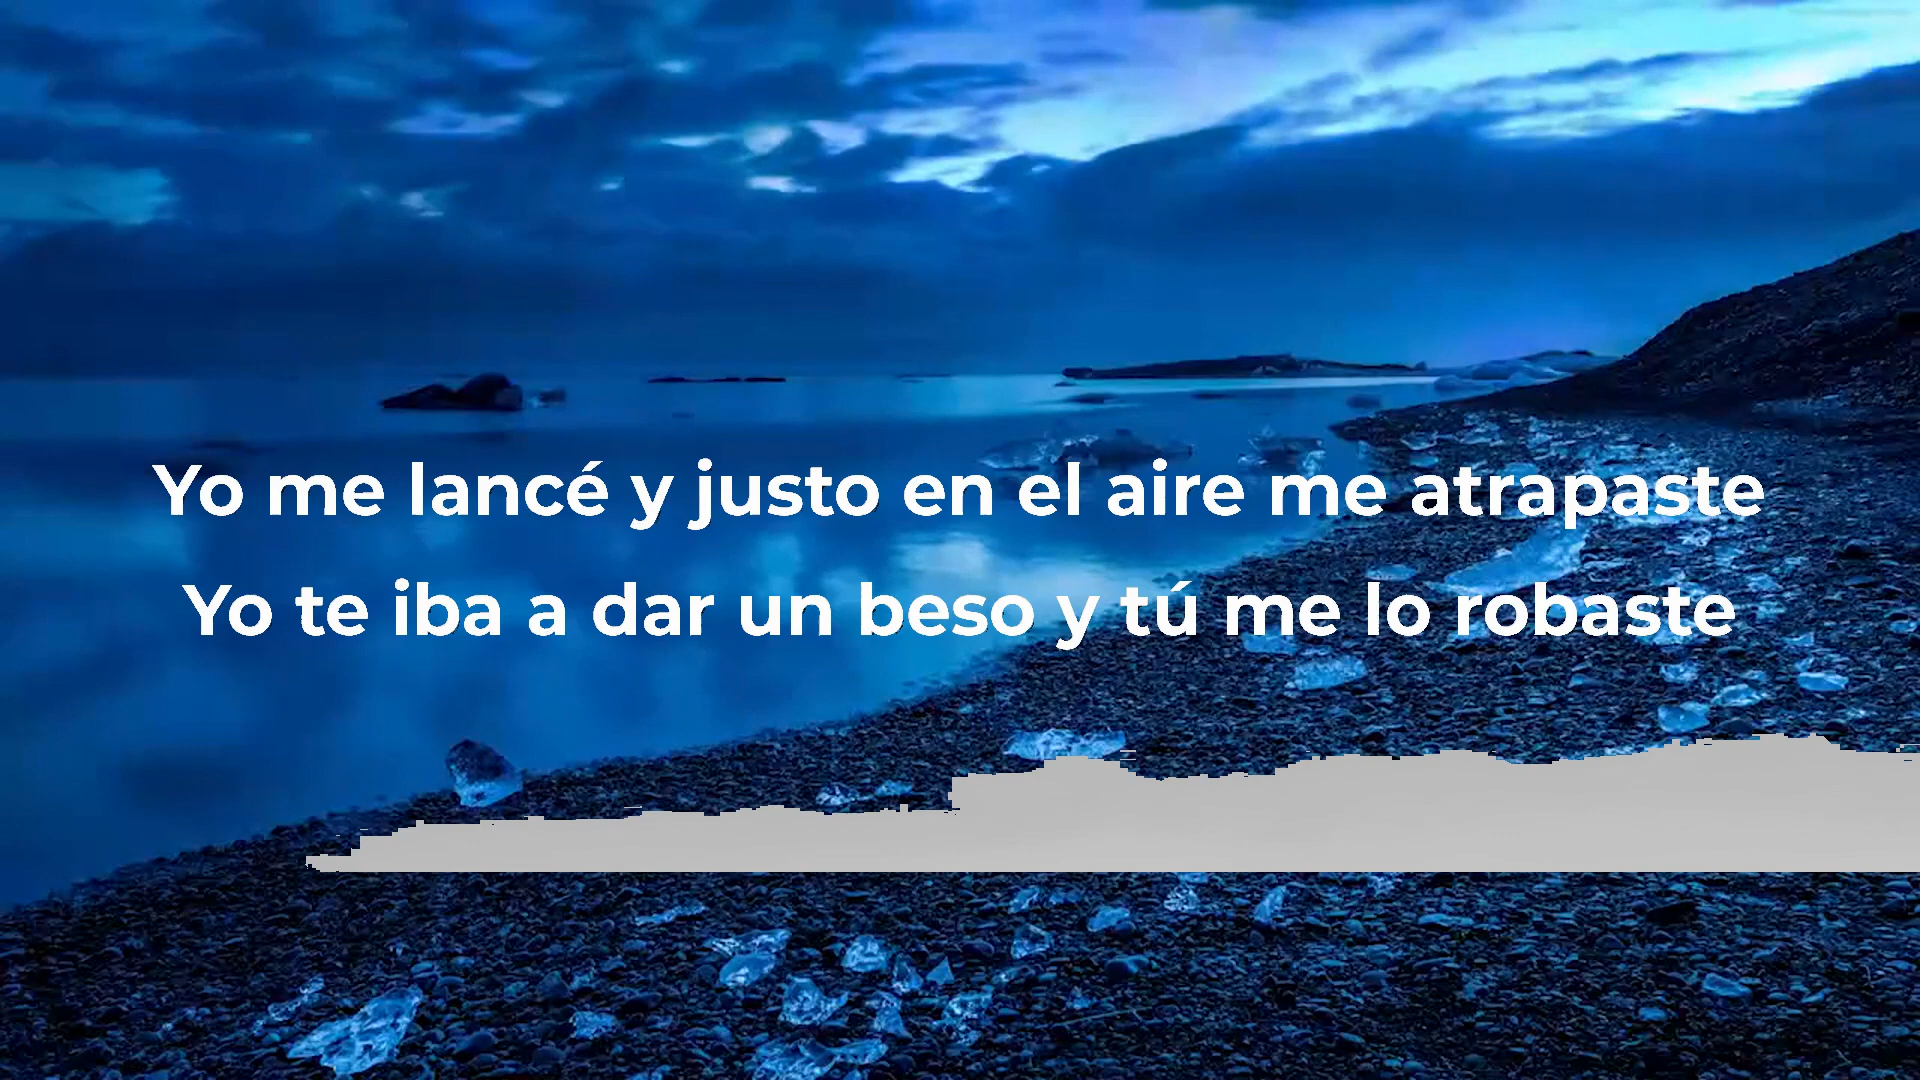 Yo me lancé y justo en el aire me atrapaste
Yo te iba a dar un beso y tú me lo robaste